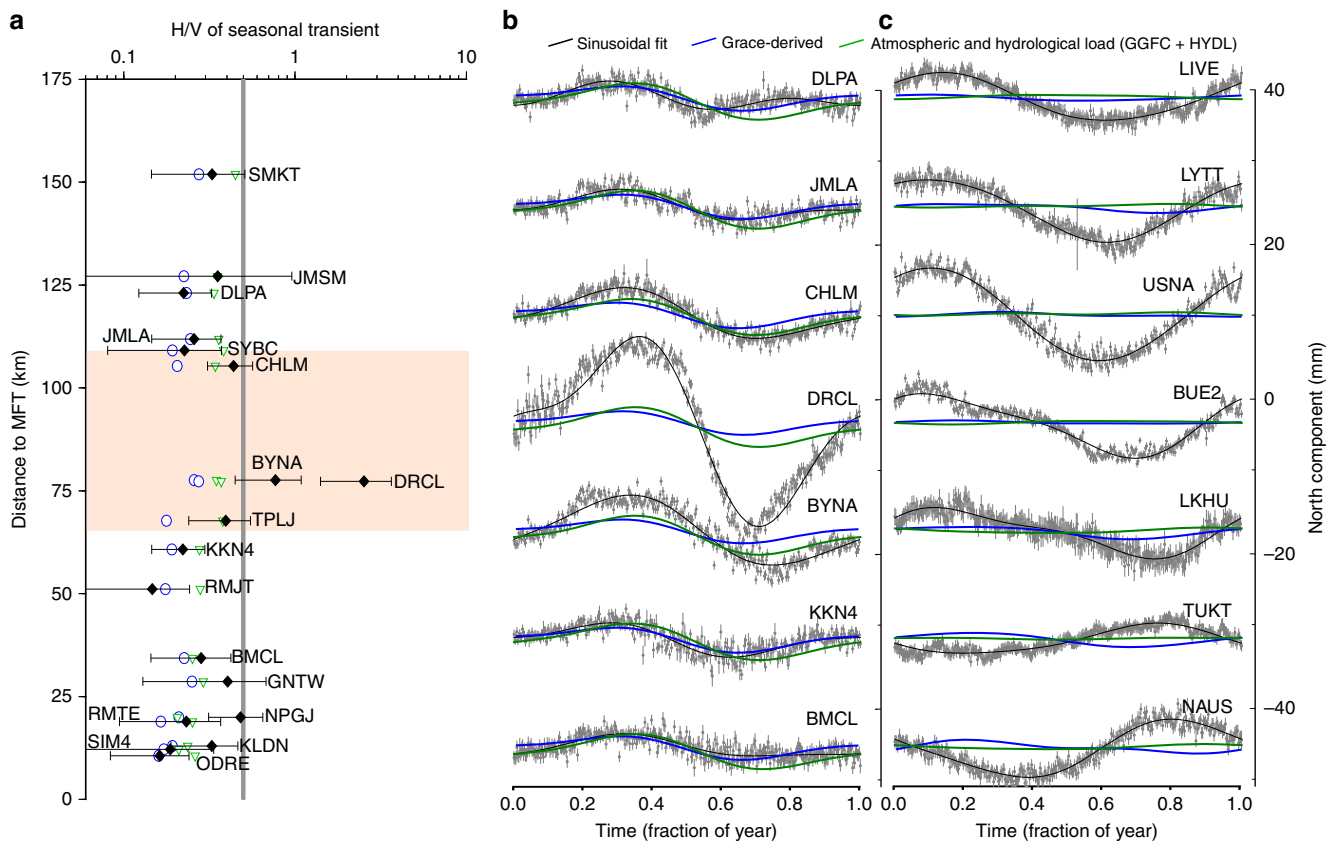 a
H/V of seasonal transient
0.1
1
10
175
150
125
100
75
50
25
0
Distance to MFT (km)
SMKT
JMSM
DLPA
JMLA
SYBC
CHLM
BYNA
DRCL
TPLJ
KKN4
RMJT
BMCL
GNTW
RMTE
NPGJ
SIM4
KLDN
ODRE
b
c
Sinusoidal fit
Grace-derived
Atmospheric and hydrological load (GGFC + HYDL)
DLPA
JMLA
CHLM
DRCL
BYNA
KKN4
BMCL
0.0 0.2 0.4 0.6 0.8 1.0
Time (fraction of year)
LIVE
LYTT
USNA
BUE2
LKHU
TUKT
NAUS
0.0 0.2 0.4 0.6 0.8 1.0
Time (fraction of year)
40
20
0
−20
−40
North component (mm)